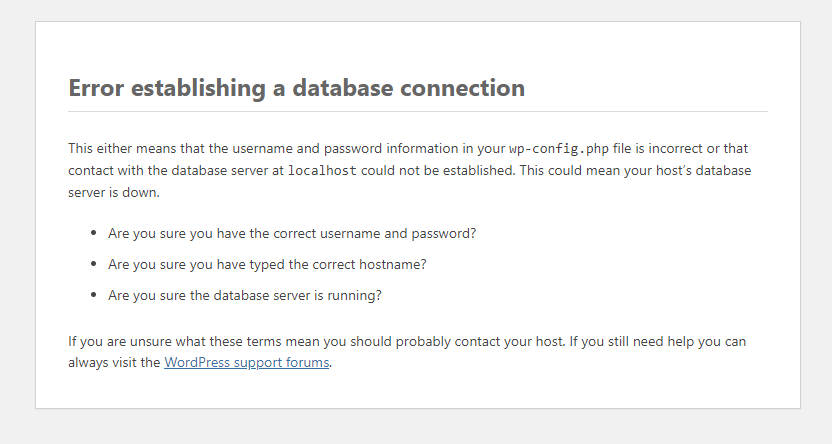 Error establishing a database connection
This either means that the username and password information in your wp-config.php file is incorrect or that
contact with the database server at localhost could not be established. This could mean your host’s database
server is down.
• Are you sure you have the correct username and password?
• Are you sure you have typed the correct hostname?
• Are you sure the database server is running?
If you are unsure what these terms mean you should probably contact your host. If you still need help you can
always visit the WordPress support forums.